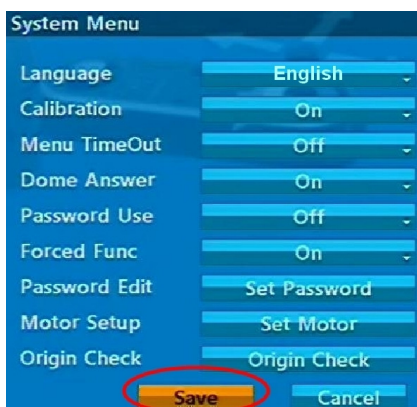 System Menu
Language English
Calibration On
Menu TimeOut Off
Dome Answer On
Password Use Off
Forced Func On
Password Edit Set Password
Motor Setup Set Motor
Origin Check Origin Check
Save Cancel